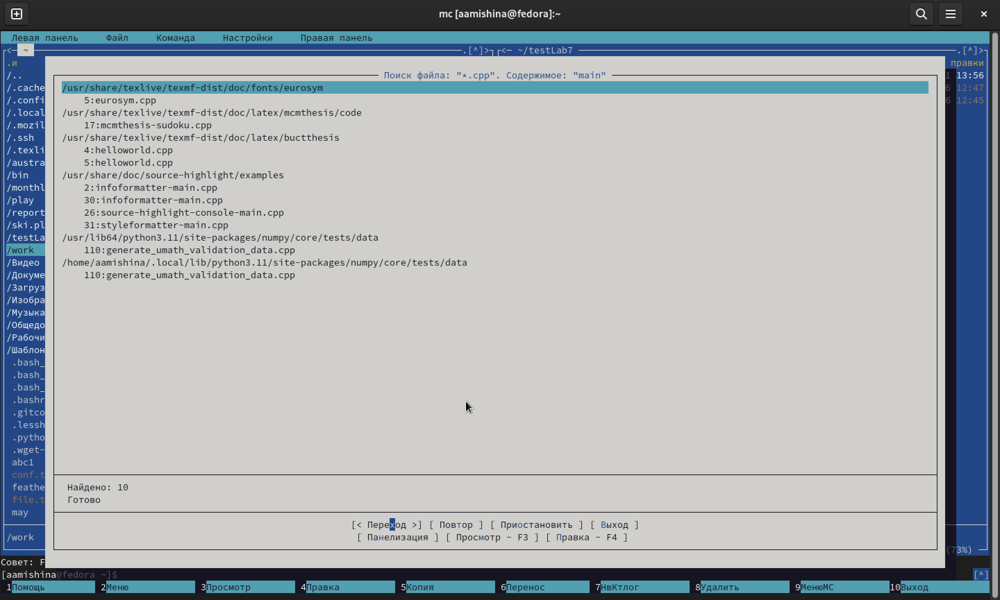 mc [aamishina@fedora]:~
Левая панель Файл Команда Настройки Правая панель
<─ ~ .[^]> <─ ~/testLab7 .[^]>
.и правки
/.. 1 13:56
/.cache 6 12:47
/.confi 6 12:45
/.local
/.mozil
/.ssh
/.texli
/austra
/bin
/monthl
/play
/report
/ski.pl
/testLa
/work
/Видео
/Докуме
/Загруз
/Изобра
/Музыка
/Общедо
/Рабочи
/Шаблон
.bash_
.bash_
.bash_
.bashr
.gitco
.lessh
.pytho
.wget-
abc1
conf.t
feathe
file.t
may
/work
Поиск файла: "*.cpp". Содержимое: "main"
/usr/share/texlive/texmf-dist/doc/fonts/eurosym
5:eurosym.cpp
/usr/share/texlive/texmf-dist/doc/latex/mcmthesis/code
17:mcmthesis-sudoku.cpp
/usr/share/texlive/texmf-dist/doc/latex/buctthesis
4:helloworld.cpp
5:helloworld.cpp
/usr/share/doc/source-highlight/examples
2:infoformatter-main.cpp
30:infoformatter-main.cpp
26:source-highlight-console-main.cpp
31:styleformatter-main.cpp
/usr/lib64/python3.11/site-packages/numpy/core/tests/data
110:generate_umath_validation_data.cpp
/home/aamishina/.local/lib/python3.11/site-packages/numpy/core/tests/data
110:generate_umath_validation_data.cpp
Найдено: 10
Готово
[< Переход >] [ Повтор ] [ Приостановить ] [ Выход ]
[ Панелизация ] [ Просмотр - F3 ] [ Правка - F4 ]
(73%)
Совет: F
[aamishina@fedora ~]$ [^]
1Помощь 2Меню 3Просмотр 4Правка 5Копия 6Перенос 7НвКтлог 8Удалить 9МенюМС 10Выход